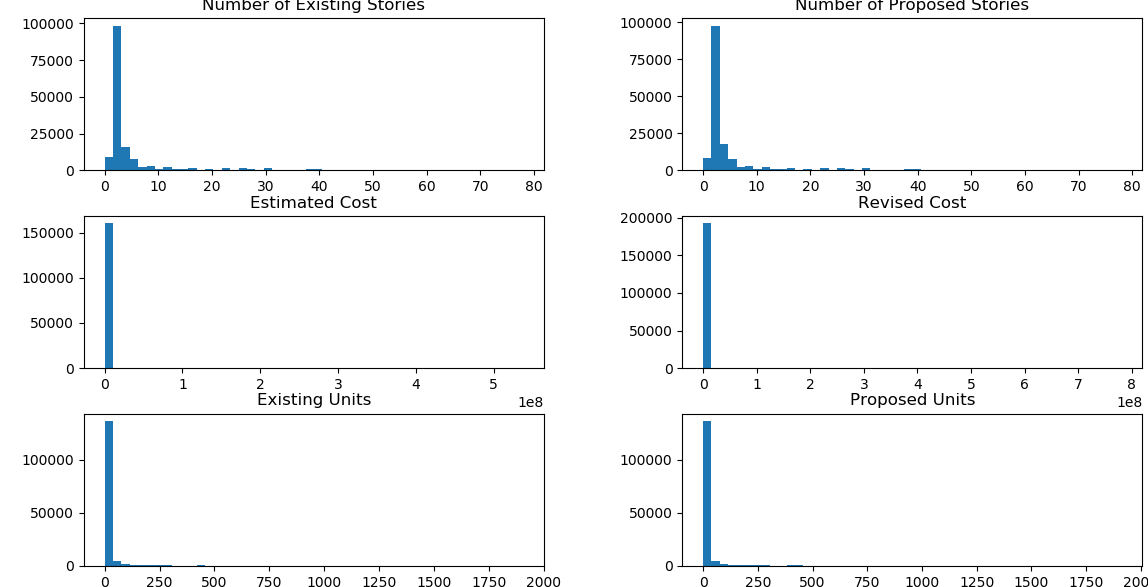 Number of Existing Stories
100000
75000
50000
25000
0
0 10 20 30 40 50 60 70 80
Number of Proposed Stories
100000
75000
50000
25000
0
0 10 20 30 40 50 60 70 80
Estimated Cost
150000
100000
50000
0
0 1 2 3 4 5
1e8
Revised Cost
200000
150000
100000
50000
0
0 1 2 3 4 5 6 7 8
1e8
Existing Units
100000
50000
0
0 250 500 750 1000 1250 1500 1750 2000
Proposed Units
100000
50000
0
0 250 500 750 1000 1250 1500 1750 200